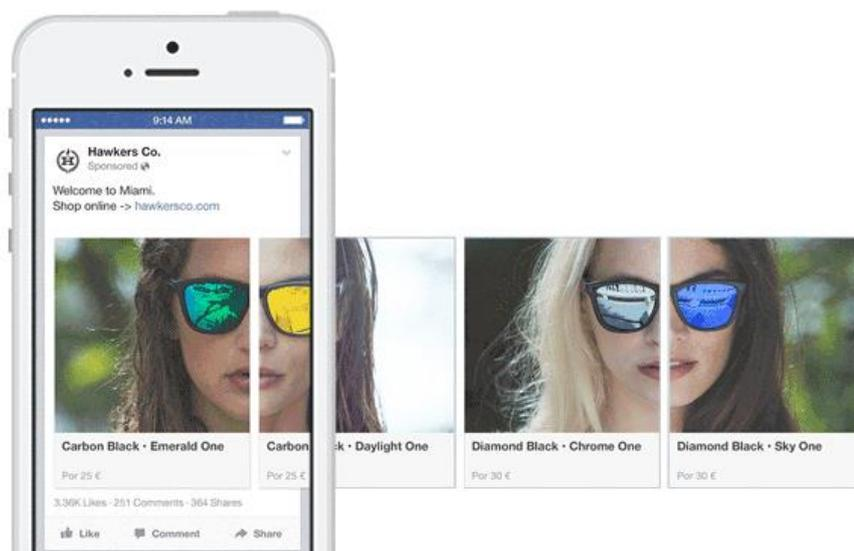 9:14 AM
Hawkers Co.
Sponsored
Welcome to Miami.
Shop online -> hawkersco.com
Carbon Black • Emerald One
Por 25 €
Carbon
ck • Daylight One
Por 25 €
Diamond Black • Chrome One
Por 30 €
Diamond Black • Sky One
Por 30 €
3.36K Likes · 251 Comments · 364 Shares
Like Comment Share